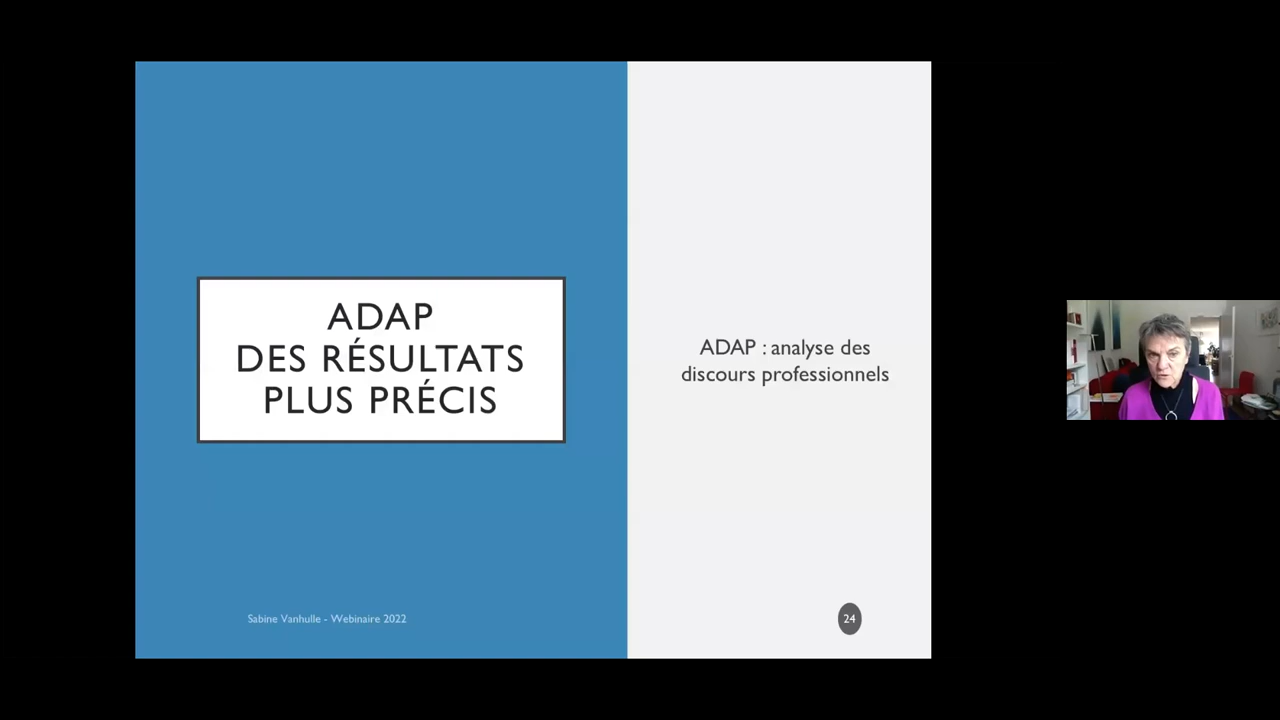 ADAP
DES RÉSULTATS
PLUS PRÉCIS
ADAP : analyse des
discours professionnels
Sabine Vanhulle - Webinaire 2022
24